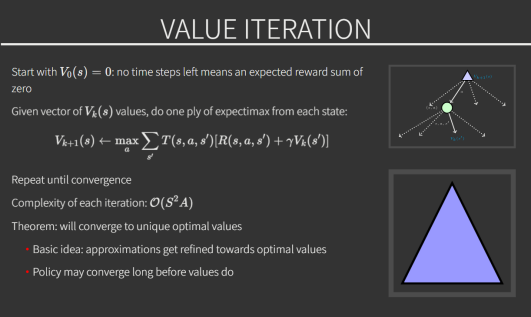 VALUE ITERATION
Start with V₀(s) = 0: no time steps left means an expected reward sum of
zero
Given vector of Vₖ(s) values, do one ply of expectimax from each state:
Vₖ₊₁(s) ← max_a ∑_s' T(s, a, s')[R(s, a, s') + γVₖ(s')]
Repeat until convergence
Complexity of each iteration: O(S²A)
Theorem: will converge to unique optimal values
• Basic idea: approximations get refined towards optimal values
• Policy may converge long before values do